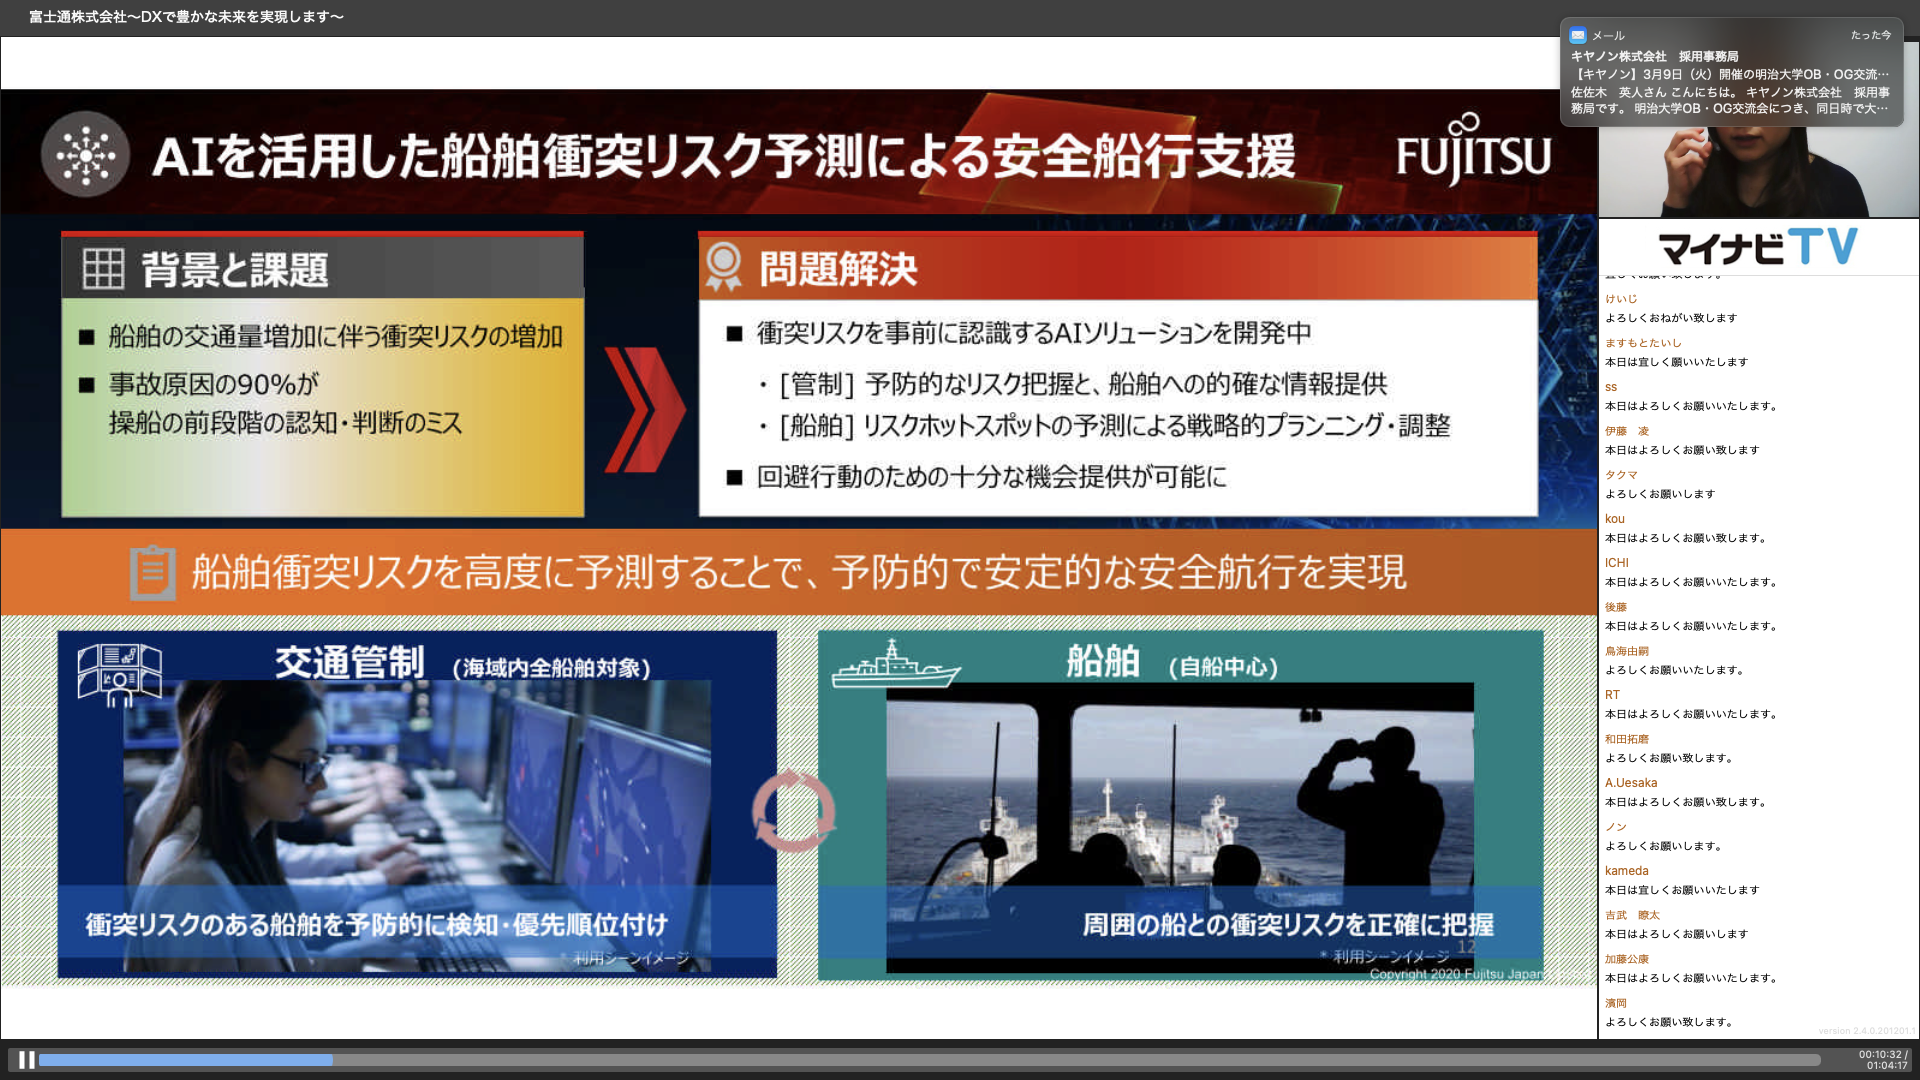 富士通株式会社～DXで豊かな未来を実現します～
メール
たった今
キヤノン株式会社　採用事務局
【キヤノン】3月9日（火）開催の明治大学OB・OG交流…
佐佐木　英人さん こんにちは。 キヤノン株式会社　採用事
務局です。 明治大学OB・OG交流会につき、同日時で大…
AIを活用した船舶衝突リスク予測による安全船行支援
FUJITSU
背景と課題
■ 船舶の交通量増加に伴う衝突リスクの増加
■ 事故原因の90%が
操船の前段階の認知・判断のミス
問題解決
■ 衝突リスクを事前に認識するAIソリューションを開発中
・[管制] 予防的なリスク把握と、船舶への的確な情報提供
・[船舶] リスクホットスポットの予測による戦略的プランニング・調整
■ 回避行動のための十分な機会提供が可能に
船舶衝突リスクを高度に予測することで、予防的で安定的な安全航行を実現
交通管制 (海域内全船舶対象)
衝突リスクのある船舶を予防的に検知・優先順位付け
* 利用シーンイメージ
船舶 (自船中心)
周囲の船との衝突リスクを正確に把握
* 利用シーンイメージ
12
Copyright 2020 Fujitsu Japan
マイナビTV
宜しくお願い致します。
けいじ
よろしくおねがい致します
ますもとたいし
本日は宜しく願いいたします
ss
本日はよろしくお願いいたします。
伊藤　凌
本日はよろしくお願い致します
タクマ
よろしくお願いします
kou
本日はよろしくお願い致します。
ICHI
本日はよろしくお願いいたします。
後藤
本日はよろしくお願いいたします。
鳥海由嗣
よろしくお願いいたします。
RT
本日はよろしくお願いいたします。
和田拓磨
よろしくお願い致します。
A.Uesaka
本日はよろしくお願い致します。
ノン
よろしくお願いします。
kameda
本日は宜しくお願いいたします
吉武　瞭太
本日はよろしくお願いします
加藤公康
本日はよろしくお願いいたします。
濱岡
よろしくお願い致します。
version 2.4.0.201201.1
00:10:32 /
01:04:17